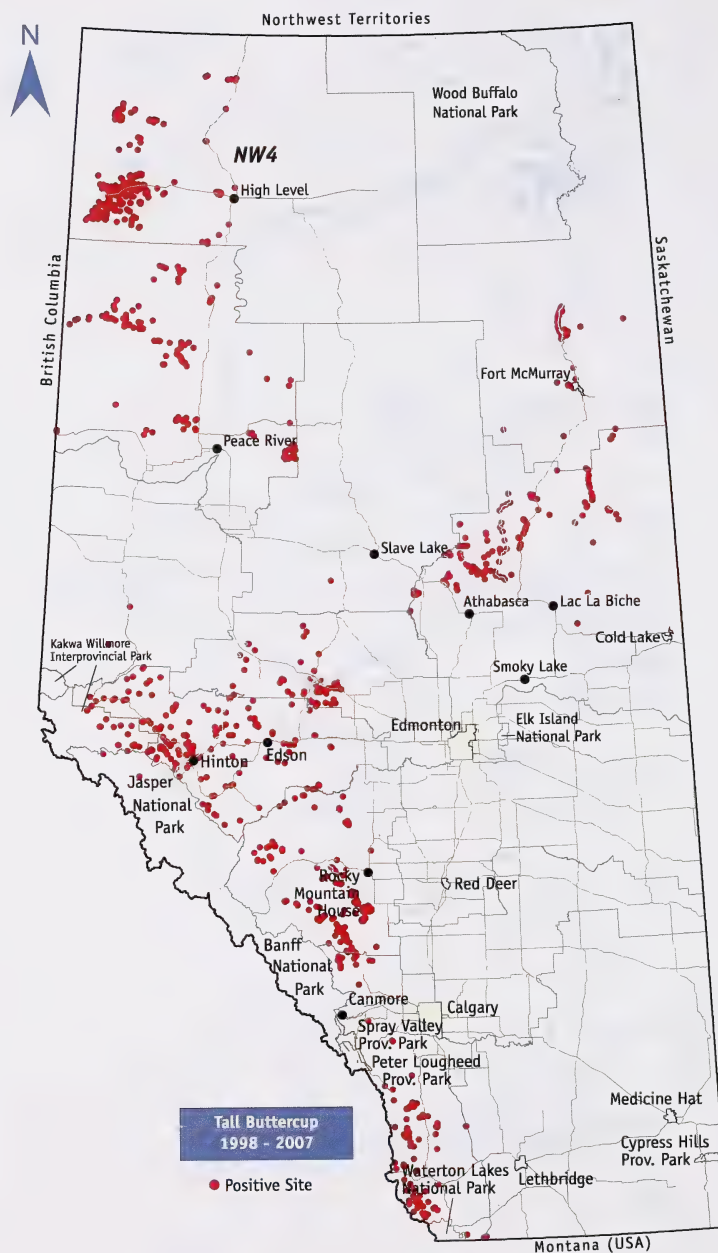 Northwest Territories
N
Wood Buffalo
National Park
NW4
High Level
British Columbia
Saskatchewan
Fort McMurray
Peace River
Slave Lake
Athabasca
Lac La Biche
Cold Lake
Kakwa Willmore
Interprovincial Park
Smoky Lake
Edmonton
Elk Island
National Park
Edson
Hinton
Jasper
National
Park
Rocky
Mountain
House
Red Deer
Banff
National
Park
Canmore
Calgary
Spray Valley
Prov. Park
Peter Lougheed
Prov. Park
Medicine Hat
Cypress Hills
Prov. Park
Tall Buttercup
1998 - 2007
Positive Site
Waterton Lakes
National Park
Lethbridge
Montana (USA)